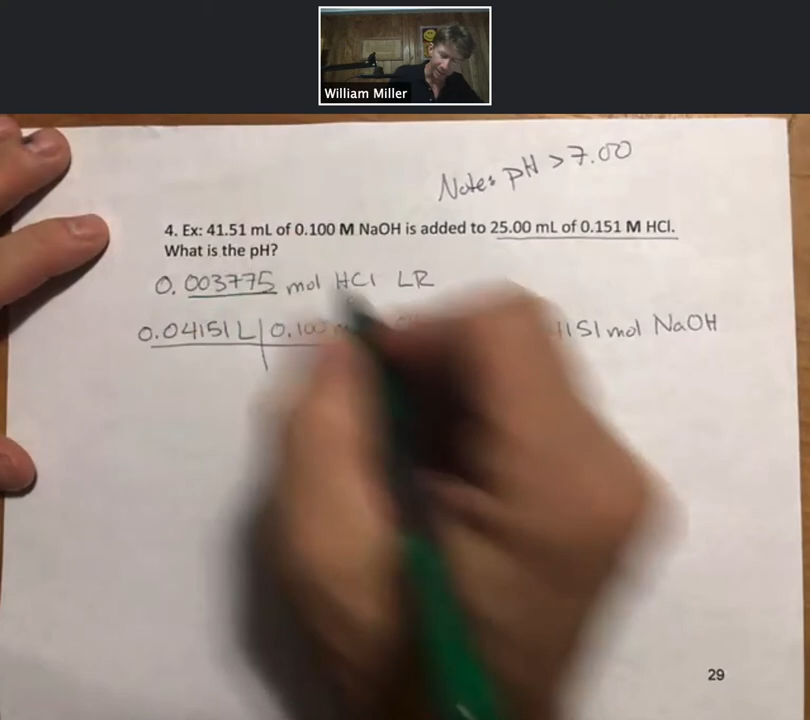 William Miller
Note: pH > 7.00
4. Ex: 41.51 mL of 0.100 M NaOH is added to 25.00 mL of 0.151 M HCl.
What is the pH?
0.003775 mol HCl LR
0.04151 L | 0.100 mol NaOH
29